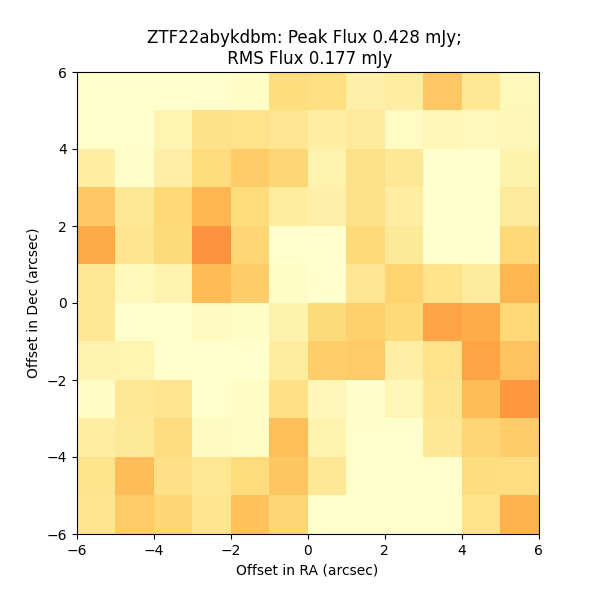 ZTF22abykdbm: Peak Flux 0.428 mJy;
RMS Flux 0.177 mJy
6
4
2
0
−2
−4
−6
Offset in Dec (arcsec)
−6 −4 −2 0 2 4 6
Offset in RA (arcsec)